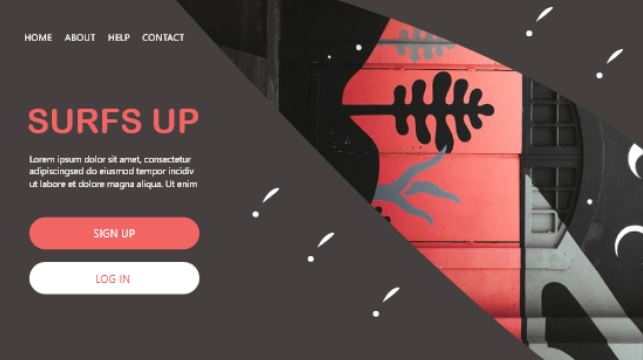 HOME ABOUT HELP CONTACT
SURFS UP
Lorem ipsum dolor sit amet, consectetur
adipiscingsed do eiusmod tempor incidiv
ut labore et dolore magna aliqua. Ut enim
SIGN UP
LOG IN